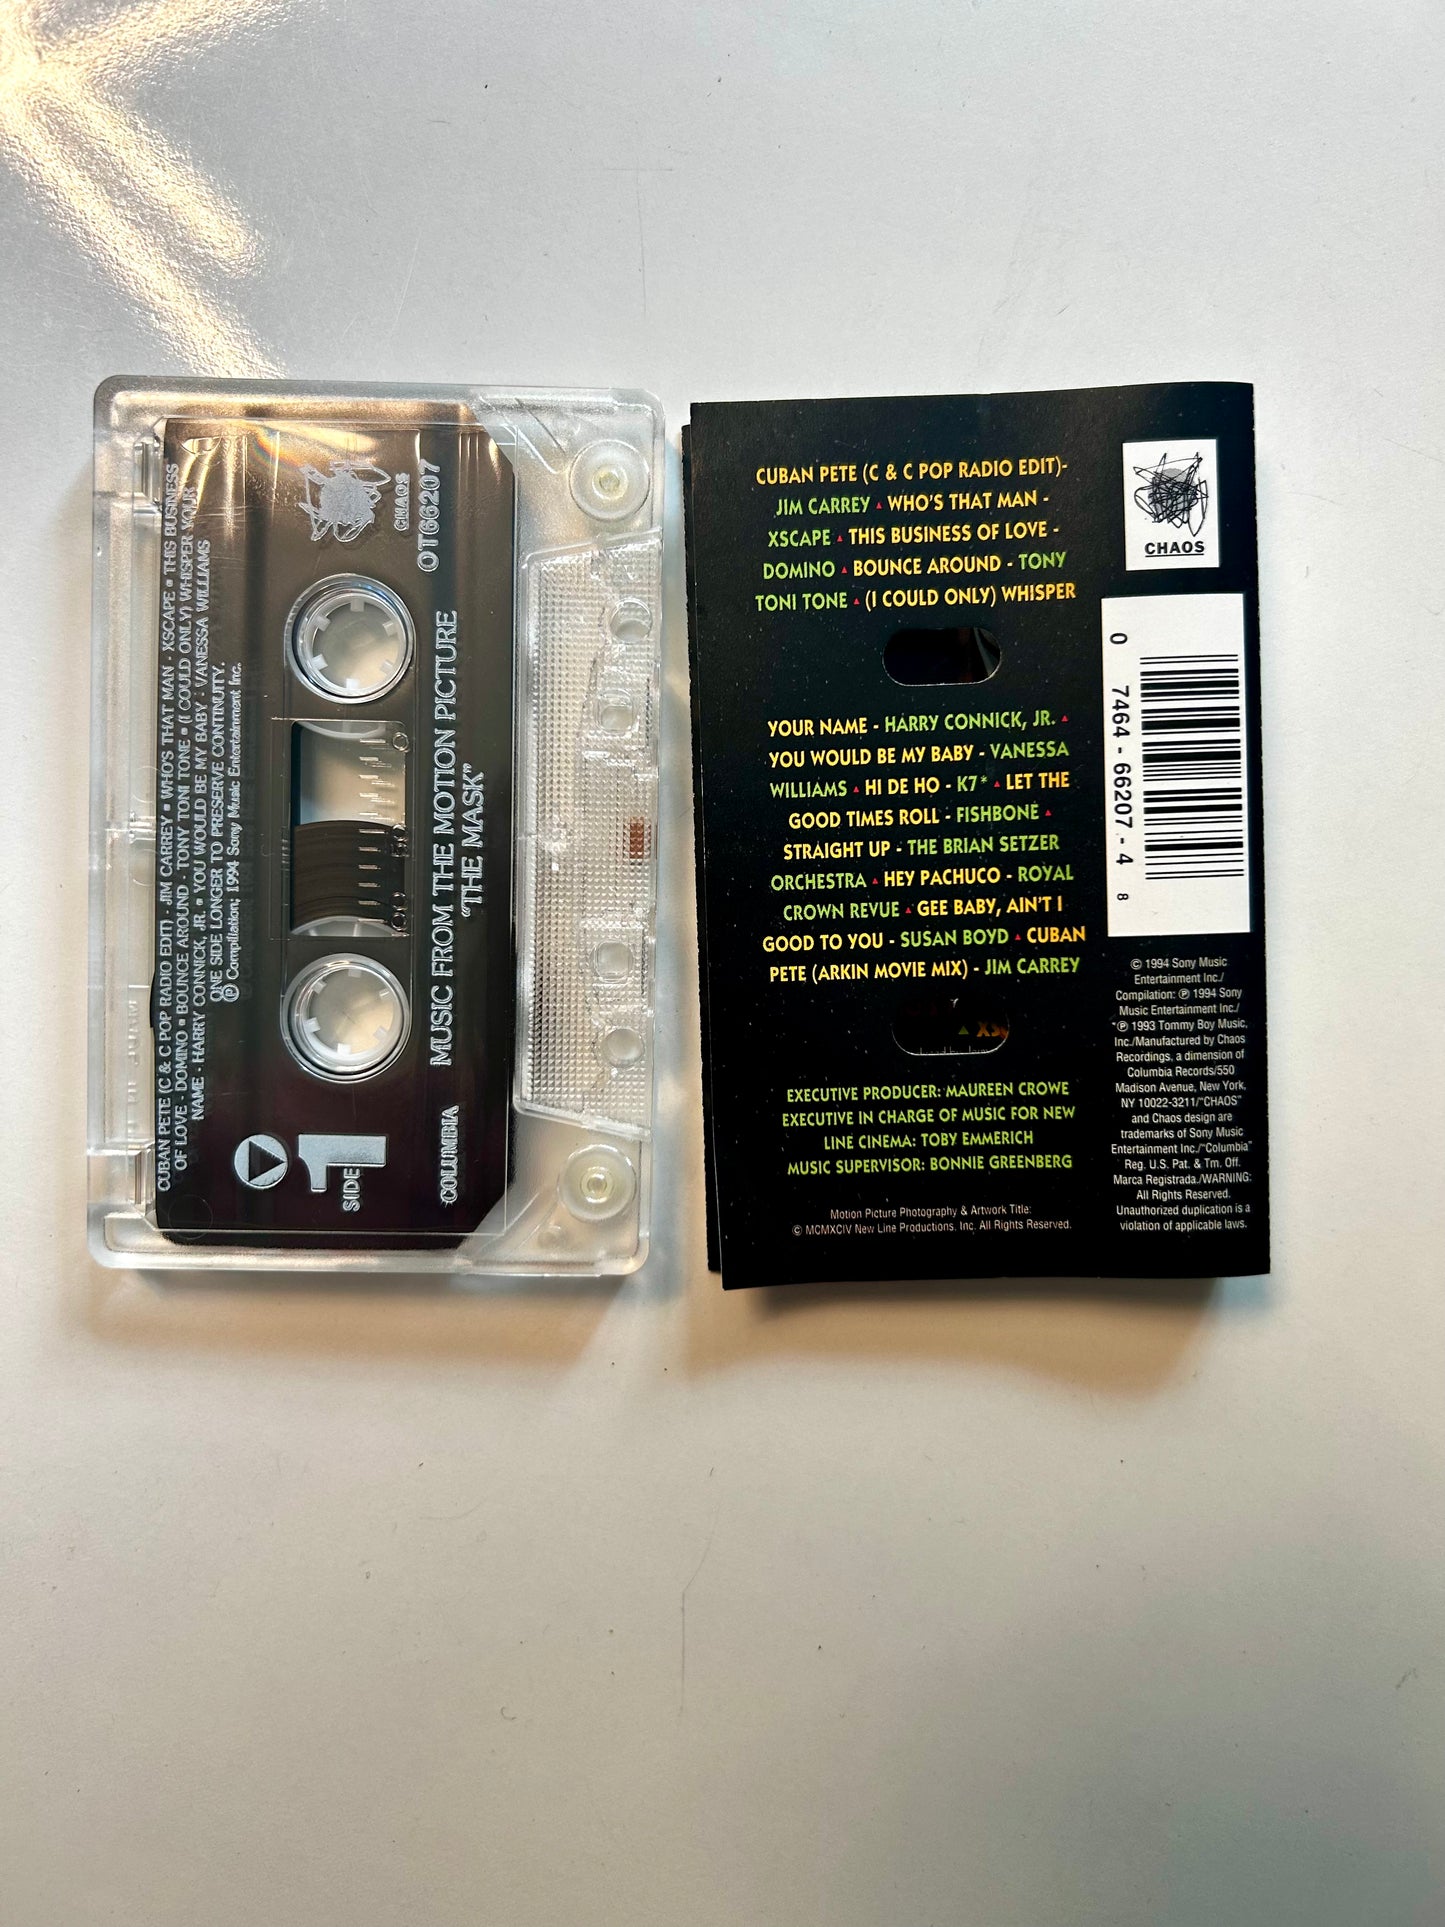 CUBAN PETE (C & C POP RADIO EDIT) · JIM CARREY ▪ WHO'S THAT MAN · XSCAPE ▪ THIS BUSINESS
OF LOVE · DOMINO ▪ BOUNCE AROUND · TONY TONI TONE ▪ (I COULD ONLY) WHISPER YOUR
NAME · HARRY CONNICK, JR. ▪ YOU WOULD BE MY BABY · VANESSA WILLIAMS
ONE SIDE LONGER TO PRESERVE CONTINUITY.
℗ Compilation; 1994 Sony Music Entertainment Inc.
SIDE 1
100 50 0
CHAOS
OT66207
MUSIC FROM THE MOTION PICTURE
"THE MASK"
COLUMBIA
CUBAN PETE (C & C POP RADIO EDIT)-
JIM CARREY ▲ WHO'S THAT MAN -
XSCAPE ▲ THIS BUSINESS OF LOVE -
DOMINO ▲ BOUNCE AROUND - TONY
TONI TONE ▲ (I COULD ONLY) WHISPER
YOUR NAME - HARRY CONNICK, JR. ▲
YOU WOULD BE MY BABY - VANESSA
WILLIAMS ▲ HI DE HO - K7* ▲ LET THE
GOOD TIMES ROLL - FISHBONE ▲
STRAIGHT UP - THE BRIAN SETZER
ORCHESTRA ▲ HEY PACHUCO - ROYAL
CROWN REVUE ▲ GEE BABY, AIN'T I
GOOD TO YOU - SUSAN BOYD ▲ CUBAN
PETE (ARKIN MOVIE MIX) - JIM CARREY
▲ XS
EXECUTIVE PRODUCER: MAUREEN CROWE
EXECUTIVE IN CHARGE OF MUSIC FOR NEW
LINE CINEMA: TOBY EMMERICH
MUSIC SUPERVISOR: BONNIE GREENBERG
Motion Picture Photography & Artwork Title:
© MCMXCIV New Line Productions, Inc. All Rights Reserved.
CHAOS
0 7464-66207-4 8
© 1994 Sony Music
Entertainment Inc./
Compilation: ℗ 1994 Sony
Music Entertainment Inc./
*℗ 1993 Tommy Boy Music,
Inc./Manufactured by Chaos
Recordings, a dimension of
Columbia Records/550
Madison Avenue, New York,
NY 10022-3211/"CHAOS"
and Chaos design are
trademarks of Sony Music
Entertainment Inc./"Columbia"
Reg. U.S. Pat. & Tm. Off.
Marca Registrada./WARNING:
All Rights Reserved.
Unauthorized duplication is a
violation of applicable laws.